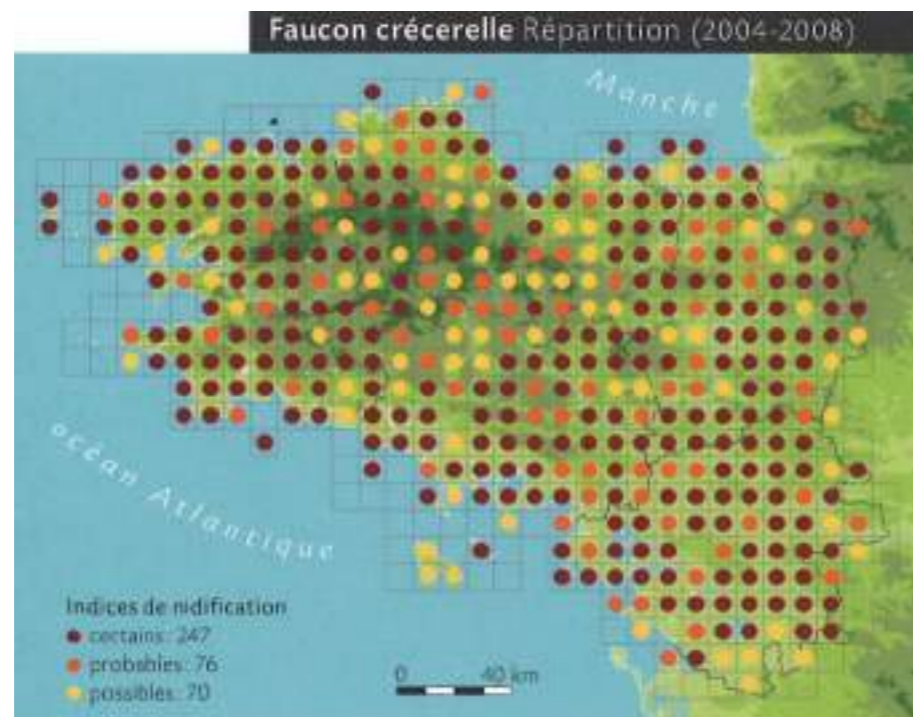 Faucon crécerelle Répartition (2004-2008)
Manche
océan Atlantique
Indices de nidification
certains: 247
probables: 76
possibles: 70
0 40 km